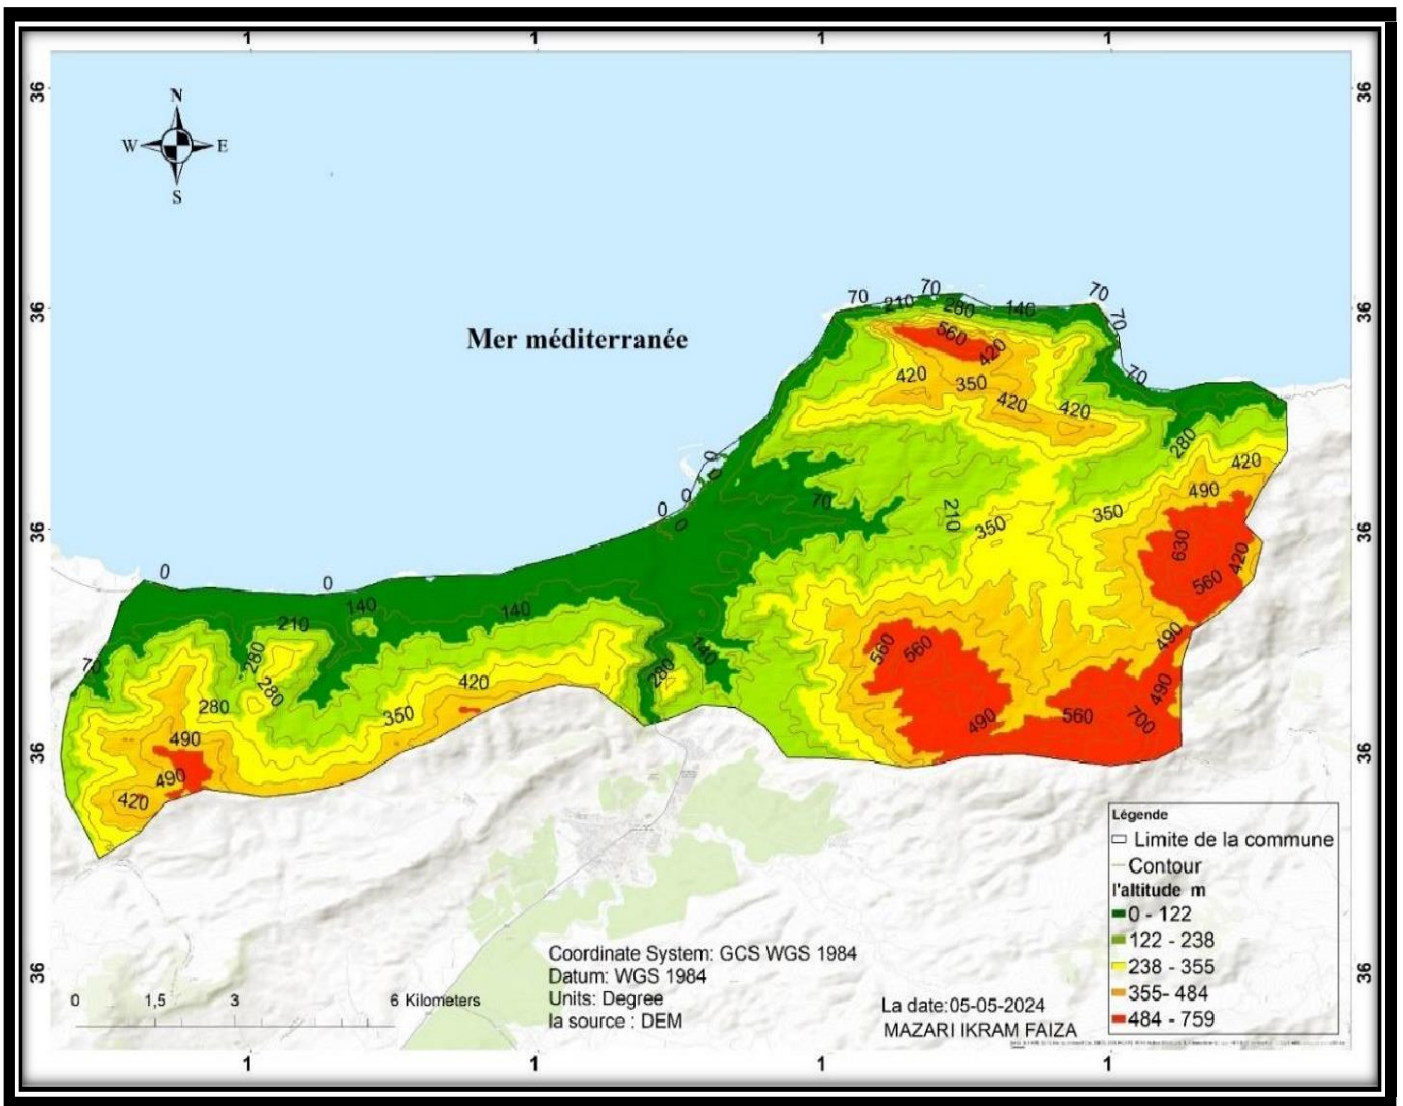 1 1 1 1
36 36
N
W E
S
70 70 70
210 280 140 70
560
Mer méditerranée
420
420 350 70
420 420
280
0 420
0 490
0 70
0 0 210 350 350
630 420
0 0 560
140 140
210 560 560 490
70 280 140
280 280 490
420
280 350 490 560 700
490
490
420
36 36
36 36
36 36
36 36
Légende
Limite de la commune
Contour
l'altitude m
0 - 122
122 - 238
238 - 355
355- 484
484 - 759
Coordinate System: GCS WGS 1984
Datum: WGS 1984
Units: Degree
la source : DEM
La date:05-05-2024
MAZARI IKRAM FAIZA
0 1,5 3 6 Kilometers
1 1 1 1